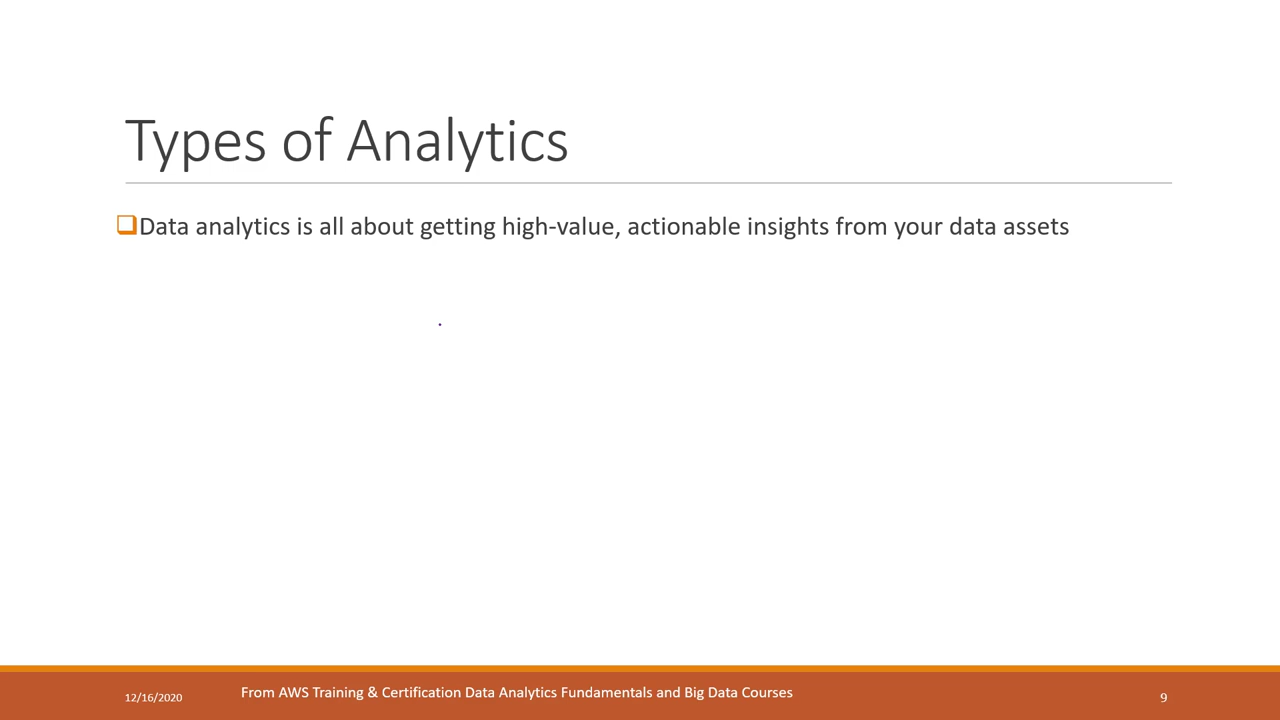 Types of Analytics
Data analytics is all about getting high-value, actionable insights from your data assets
12/16/2020
From AWS Training & Certification Data Analytics Fundamentals and Big Data Courses
9